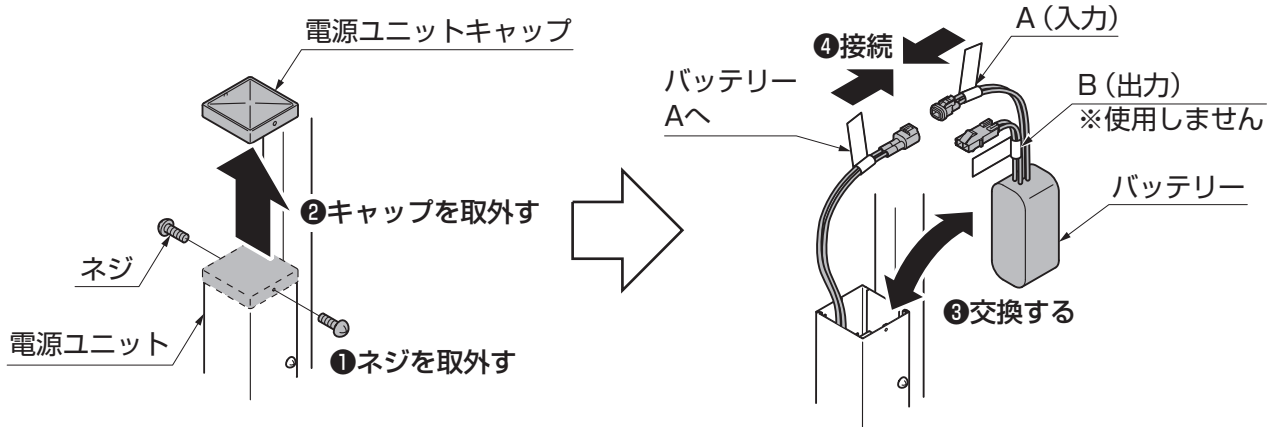 電源ユニットキャップ
❷キャップを取外す
ネジ
電源ユニット
❶ネジを取外す
❹接続
A（入力）
バッテリー
Aへ
B（出力）
※使用しません
バッテリー
❸交換する